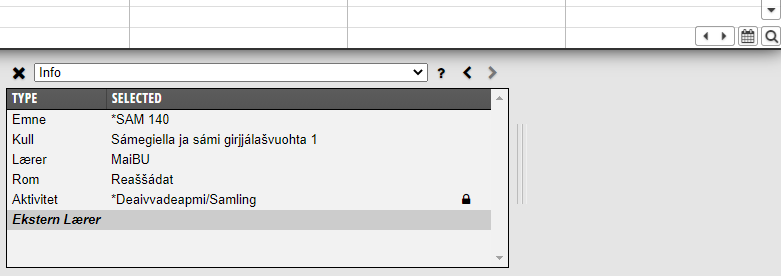 Info
?
TYPE SELECTED
Emne *SAM 140
Kull Sámegiella ja sámi girjjálašvuohta 1
Lærer MaiBU
Rom Reaššádat
Aktivitet *Deaivvadeapmi/Samling
Ekstern Lærer